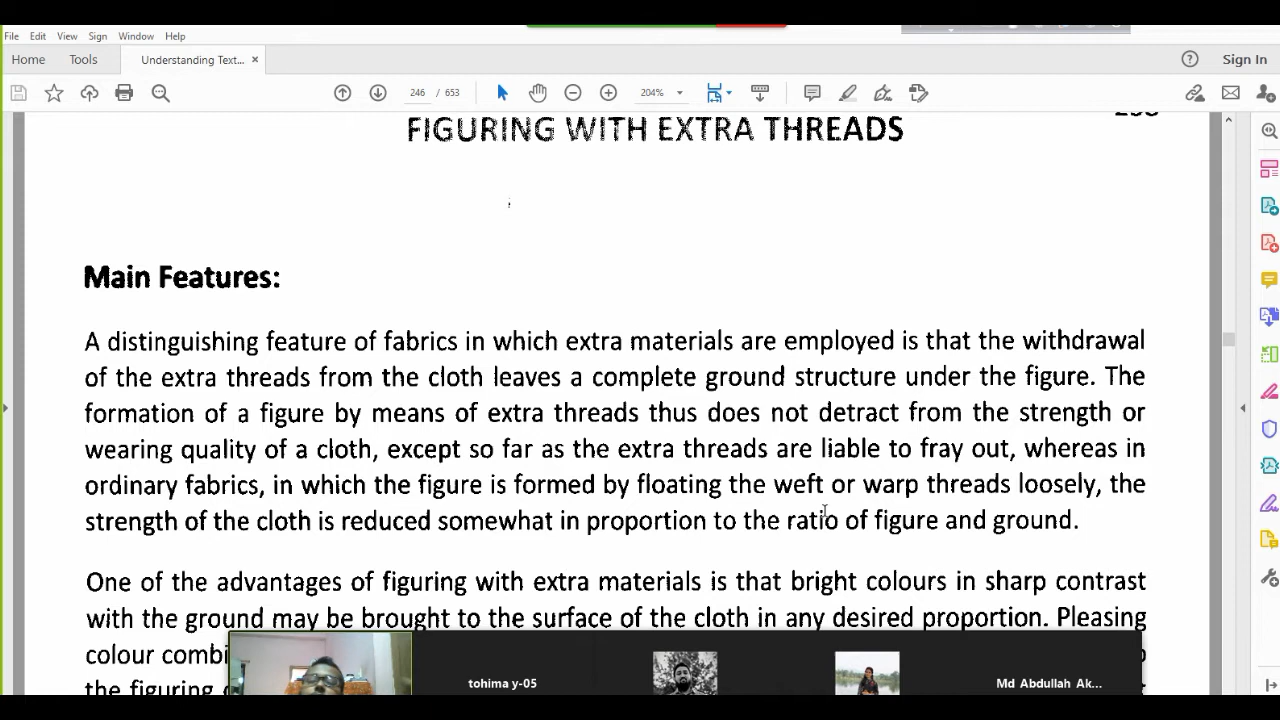 File Edit View Sign Window Help
Home Tools Understanding Text... × Sign In
246 / 653 204%
FIGURING WITH EXTRA THREADS
Main Features:
A distinguishing feature of fabrics in which extra materials are employed is that the withdrawal
of the extra threads from the cloth leaves a complete ground structure under the figure. The
formation of a figure by means of extra threads thus does not detract from the strength or
wearing quality of a cloth, except so far as the extra threads are liable to fray out, whereas in
ordinary fabrics, in which the figure is formed by floating the weft or warp threads loosely, the
strength of the cloth is reduced somewhat in proportion to the ratio of figure and ground.
One of the advantages of figuring with extra materials is that bright colours in sharp contrast
with the ground may be brought to the surface of the cloth in any desired proportion. Pleasing
colour
the figuring
tohima y-05 Md Abdullah Ak...